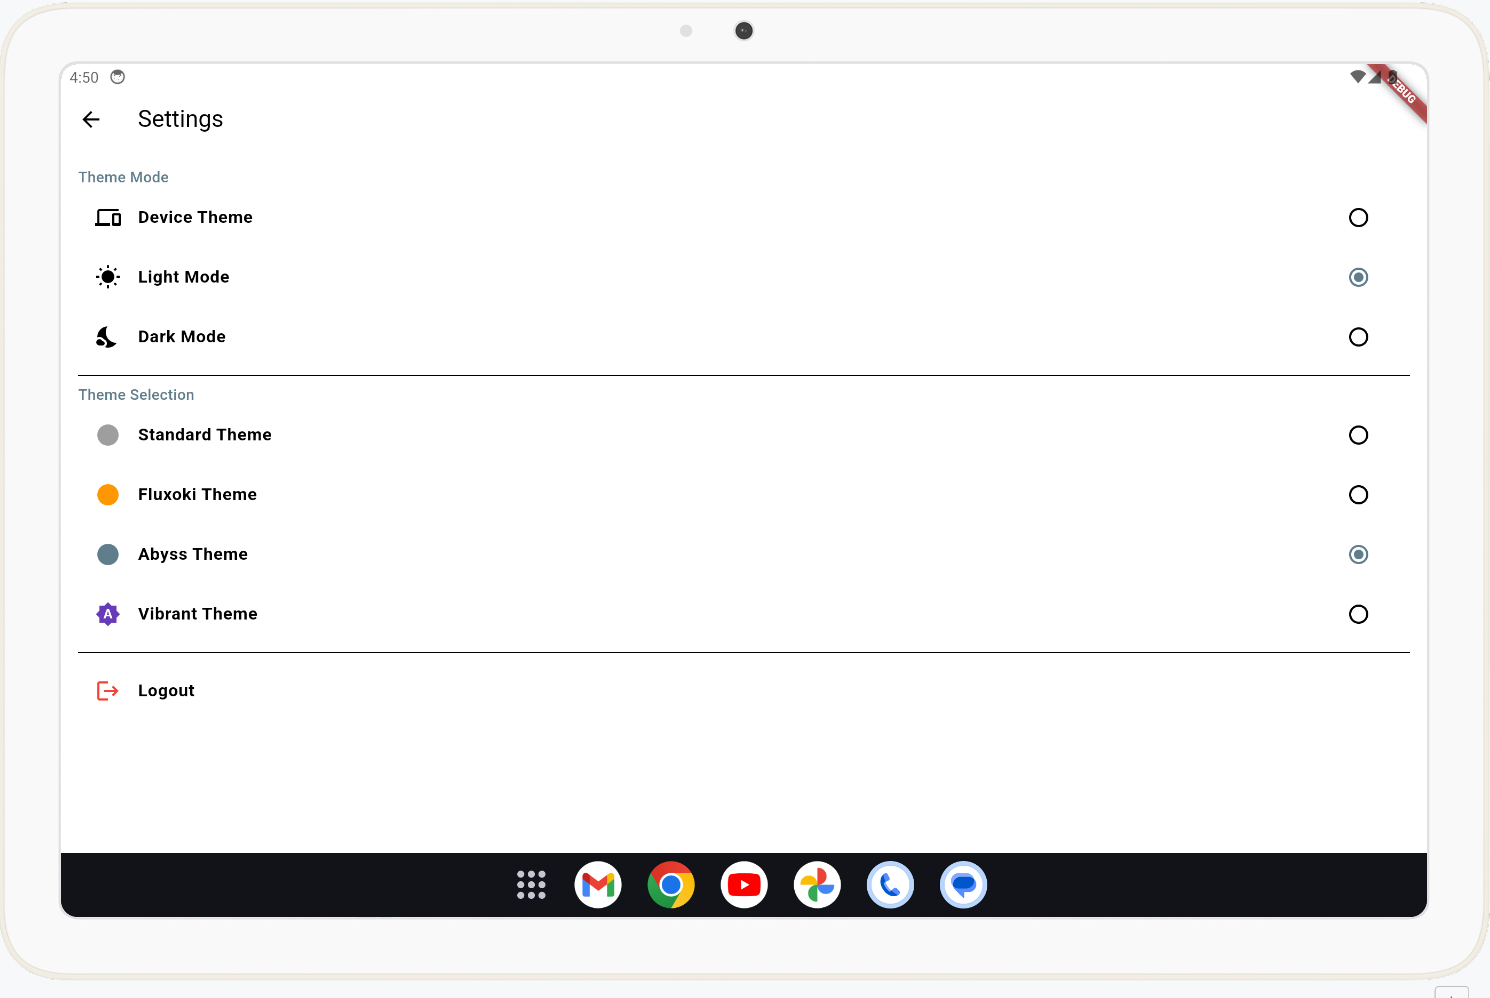 4:50
DEBUG
Settings
Theme Mode
Device Theme
Light Mode
Dark Mode
Theme Selection
Standard Theme
Fluxoki Theme
Abyss Theme
A Vibrant Theme
Logout